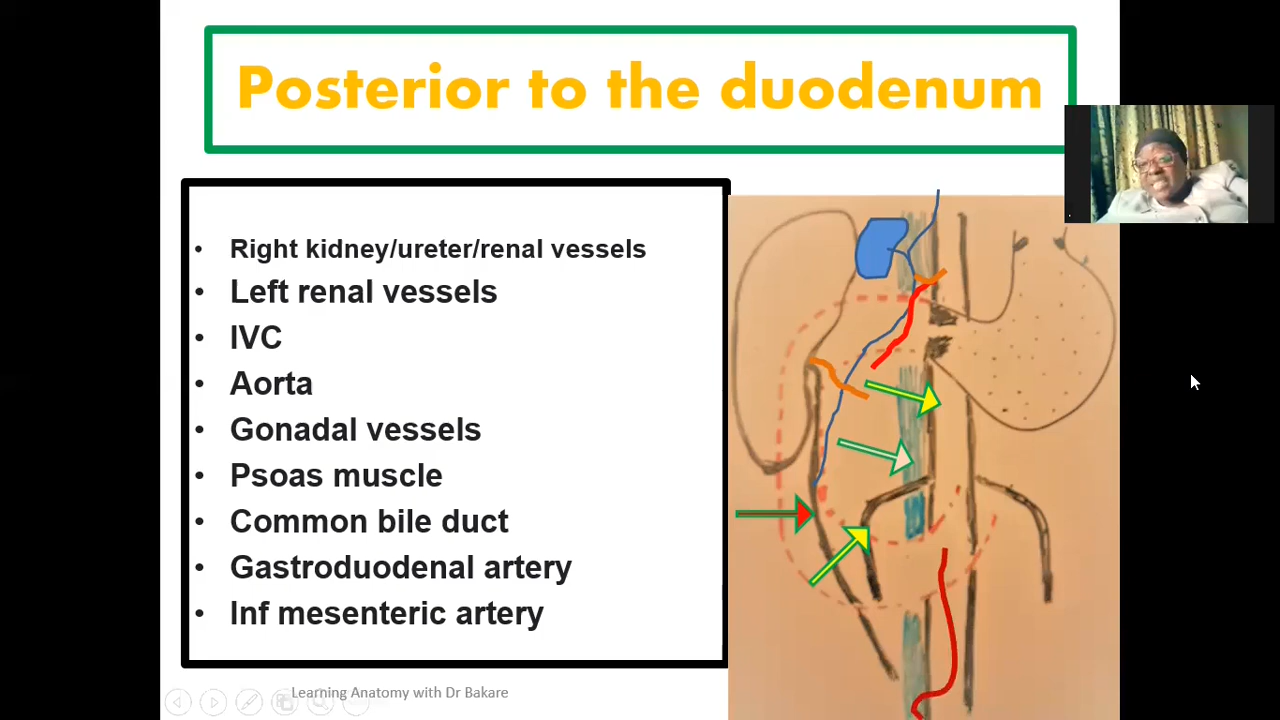 Posterior to the duodenum
• Right kidney/ureter/renal vessels
• Left renal vessels
• IVC
• Aorta
• Gonadal vessels
• Psoas muscle
• Common bile duct
• Gastroduodenal artery
• Inf mesenteric artery
Learning Anatomy with Dr Bakare